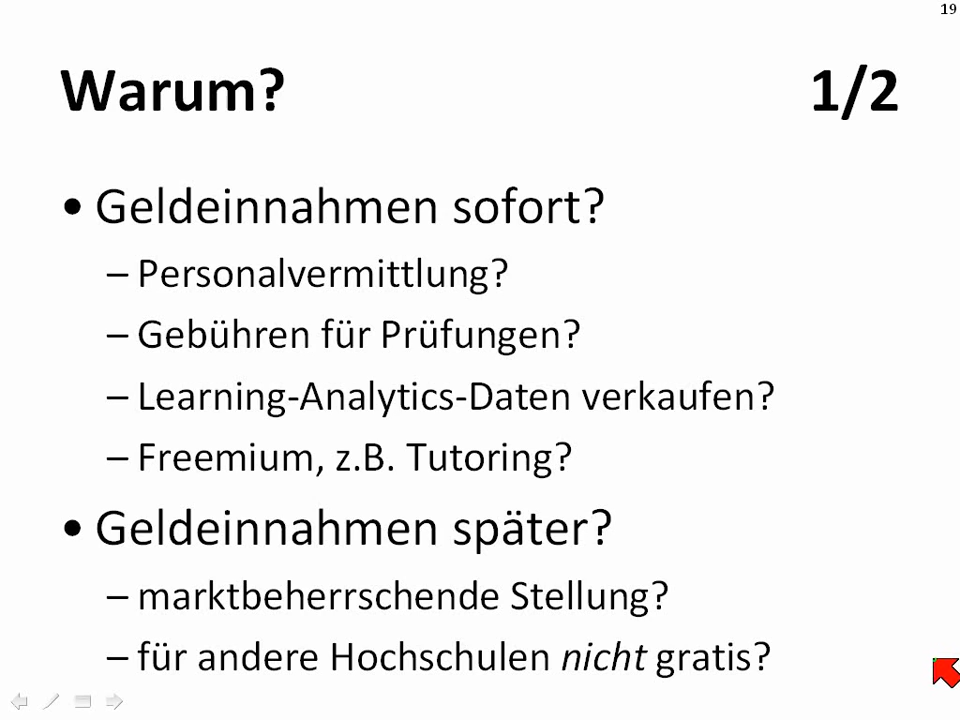 19
Warum? 1/2
• Geldeinnahmen sofort?
– Personalvermittlung?
– Gebühren für Prüfungen?
– Learning-Analytics-Daten verkaufen?
– Freemium, z.B. Tutoring?
• Geldeinnahmen später?
– marktbeherrschende Stellung?
– für andere Hochschulen nicht gratis?